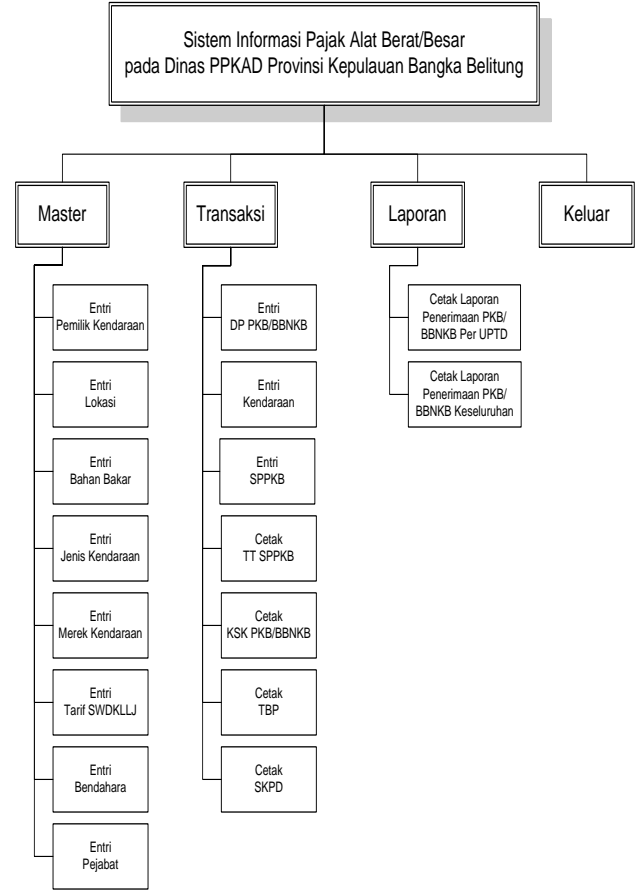 Sistem Informasi Pajak Alat Berat/Besar
pada Dinas PPKAD Provinsi Kepulauan Bangka Belitung
Master
Transaksi
Laporan
Keluar
Entri
Pemilik Kendaraan
Entri
Lokasi
Entri
Bahan Bakar
Entri
Jenis Kendaraan
Entri
Merek Kendaraan
Entri
Tarif SWDKLLJ
Entri
Bendahara
Entri
Pejabat
Entri
DP PKB/BBNKB
Entri
Kendaraan
Entri
SPPKB
Cetak
TT SPPKB
Cetak
KSK PKB/BBNKB
Cetak
TBP
Cetak
SKPD
Cetak Laporan
Penerimaan PKB/
BBNKB Per UPTD
Cetak Laporan
Penerimaan PKB/
BBNKB Keseluruhan